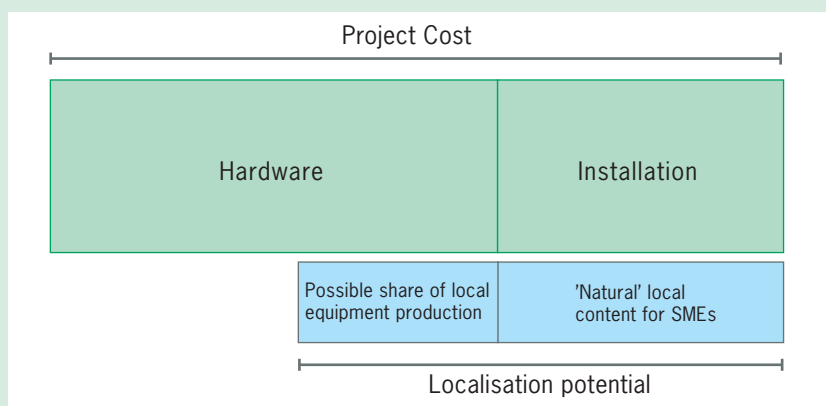 Project Cost
Hardware
Installation
Possible share of local
equipment production
'Natural' local
content for SMEs
Localisation potential